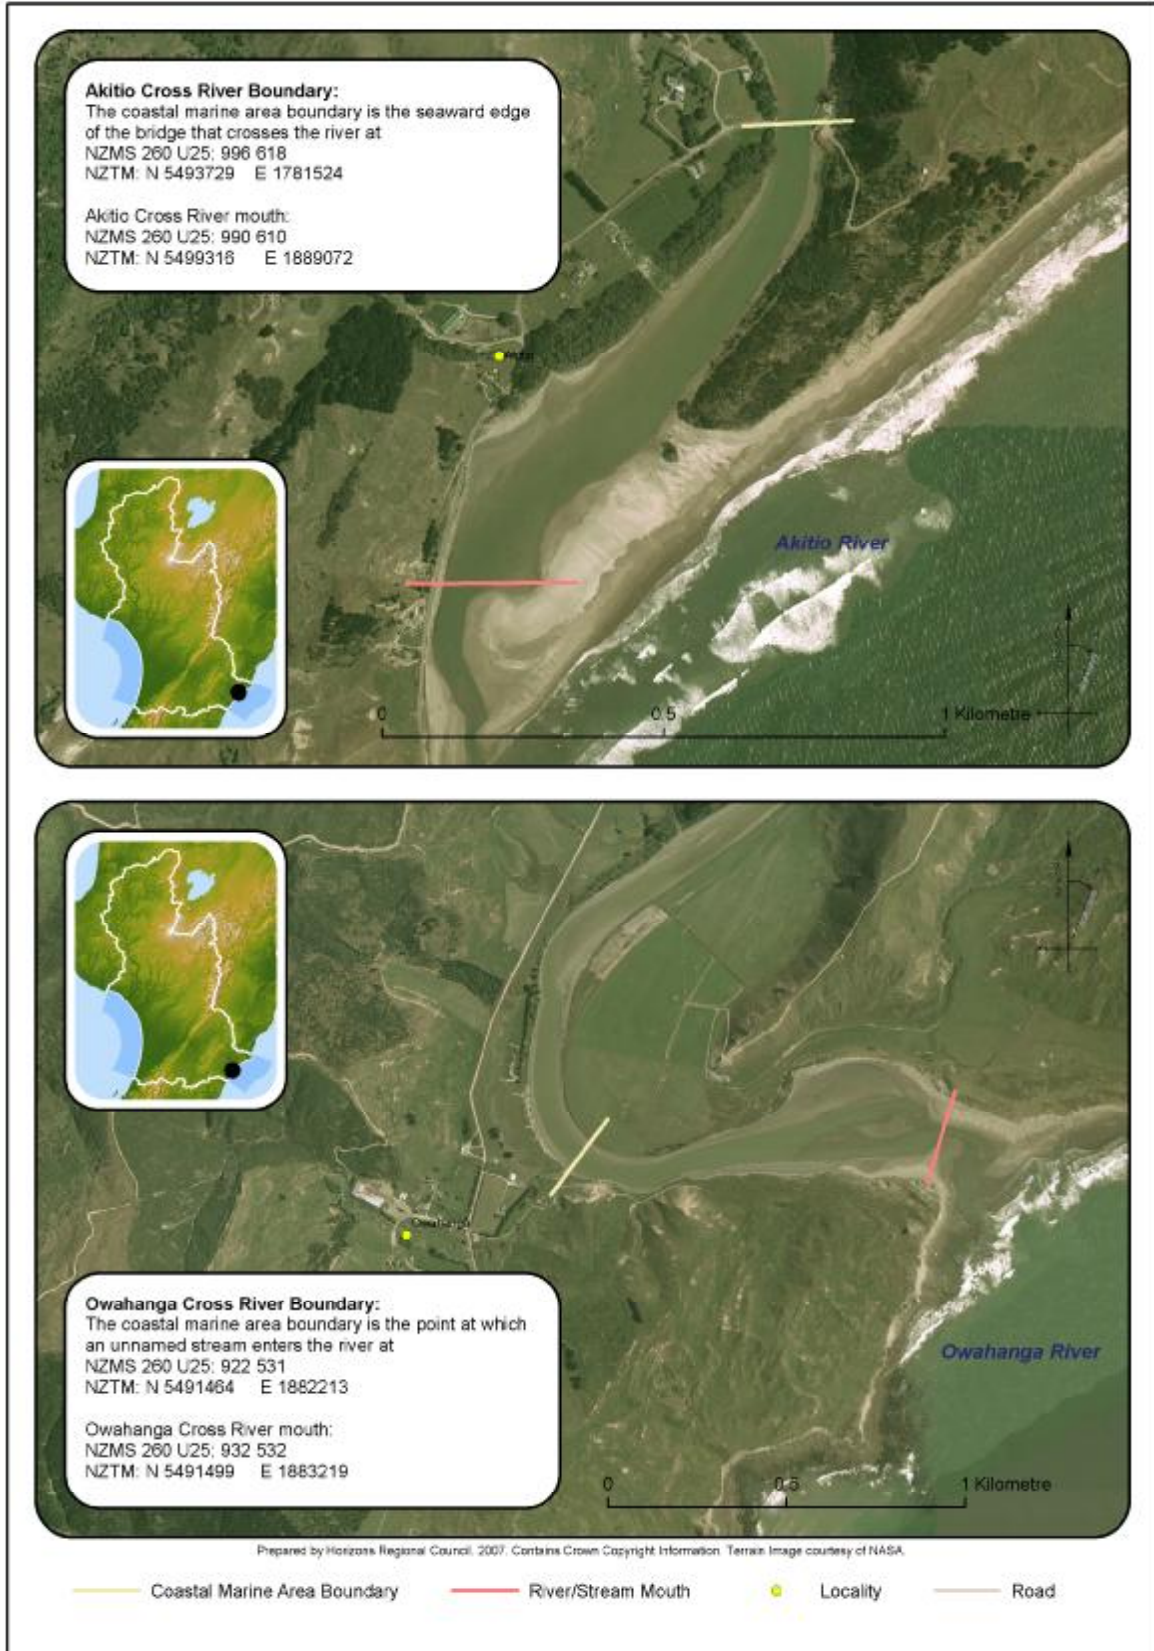 Akitio Cross River Boundary:
The coastal marine area boundary is the seaward edge
of the bridge that crosses the river at
NZMS 260 U25: 996 618
NZTM: N 5493729 E 1781524
Akitio Cross River mouth:
NZMS 260 U25: 990 610
NZTM: N 5499316 E 1889072
Akitio River
0 0.5 1 Kilometre
Owahanga
Owahanga Cross River Boundary:
The coastal marine area boundary is the point at which
an unnamed stream enters the river at
NZMS 260 U25: 922 531
NZTM: N 5491464 E 1882213
Owahanga Cross River mouth:
NZMS 260 U25: 932 532
NZTM: N 5491499 E 1883219
Owahanga River
0 0.5 1 Kilometre
Prepared by Horizons Regional Council. 2007. Contains Crown Copyright Information. Terrain Image courtesy of NASA.
Coastal Marine Area Boundary River/Stream Mouth Locality Road